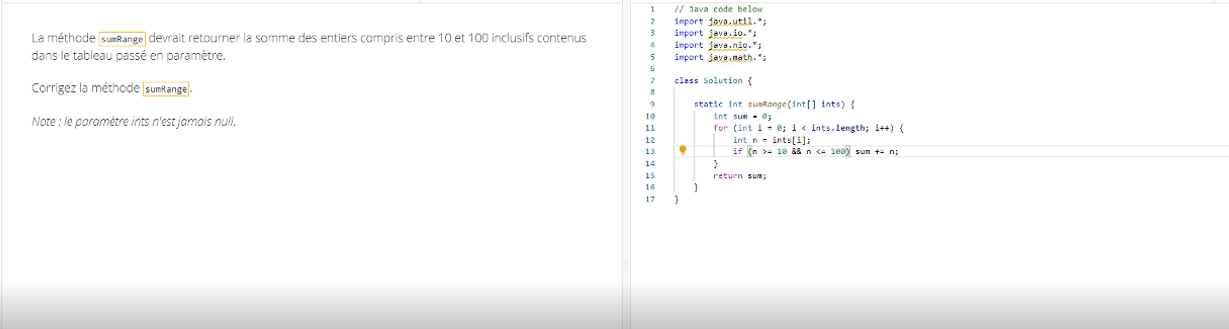 La méthode sumRange devrait retourner la somme des entiers compris entre 10 et 100 inclusifs contenus
dans le tableau passé en paramètre.
Corrigez la méthode sumRange.
Note : le paramètre ints n'est jamais null.
1 // Java code below
2 import java.util.*;
3 import java.io.*;
4 import java.nio.*;
5 import java.math.*;
6
7 class Solution {
8
9 static int sumRange(int[] ints) {
10 int sum = 0;
11 for (int i = 0; i < ints.length; i++) {
12 int n = ints[i];
13 if (n >= 10 && n <= 100) sum += n;
14 }
15 return sum;
16 }
17 }